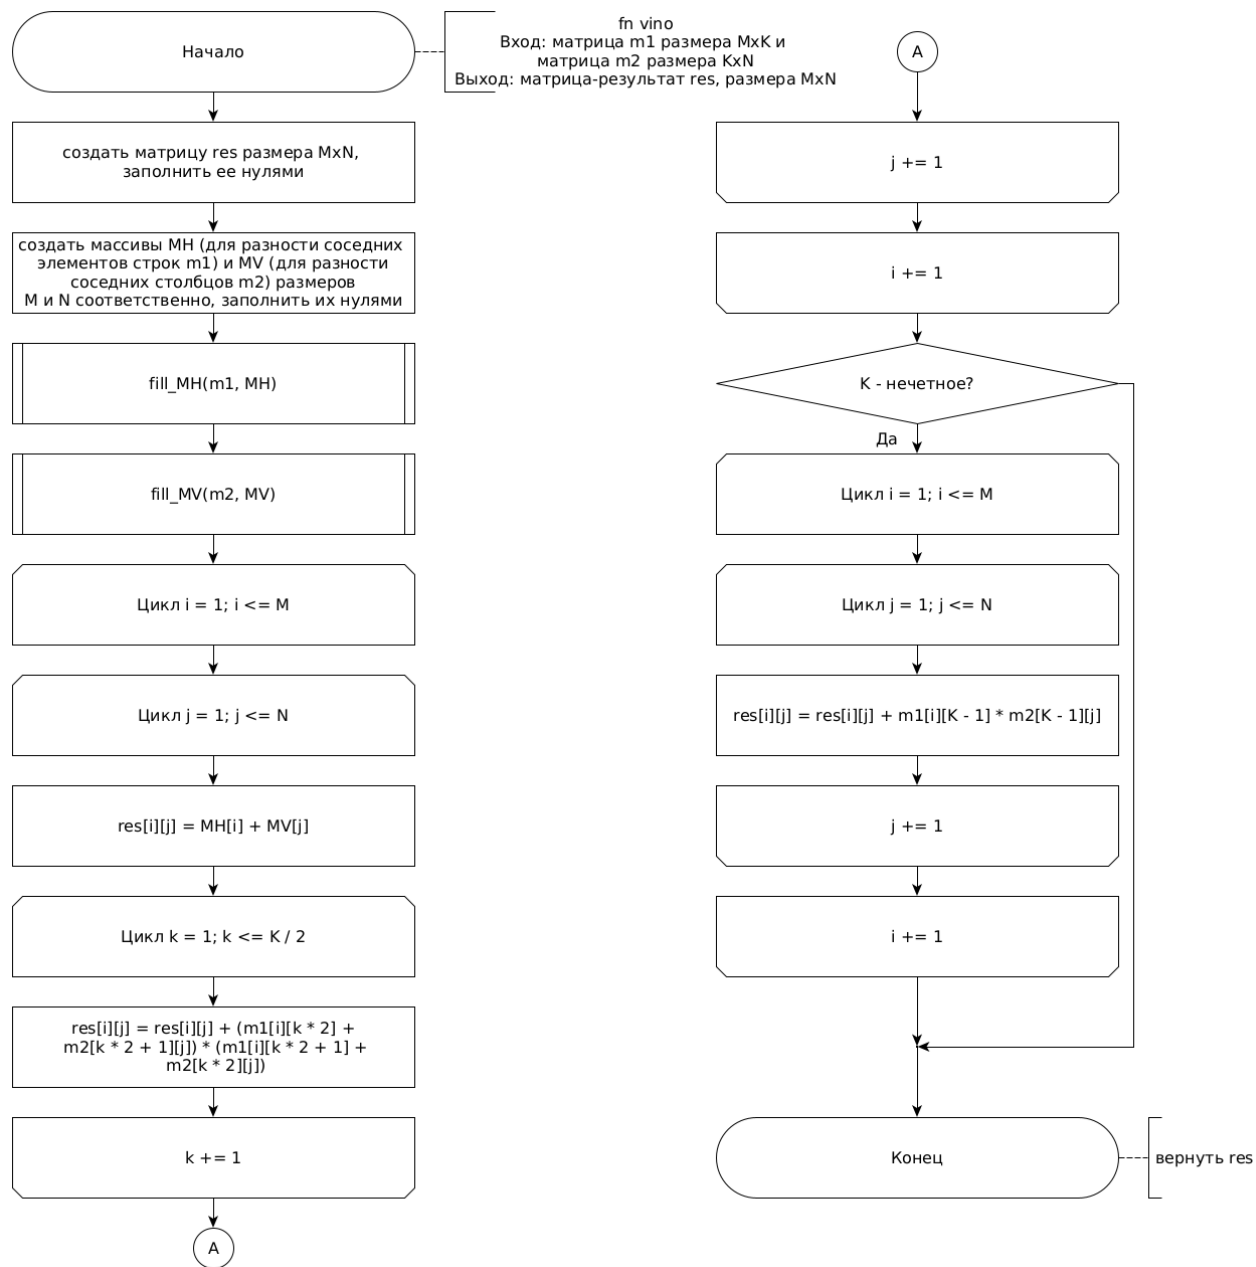 Начало
fn vino
Вход: матрица m1 размера MxK и
матрица m2 размера KxN
Выход: матрица-результат res, размера MxN
создать матрицу res размера MxN,
заполнить ее нулями
создать массивы MH (для разности соседних
элементов строк m1) и MV (для разности
соседних столбцов m2) размеров
M и N соответственно, заполнить их нулями
fill_MH(m1, MH)
fill_MV(m2, MV)
Цикл i = 1; i <= M
Цикл j = 1; j <= N
res[i][j] = MH[i] + MV[j]
Цикл k = 1; k <= K / 2
res[i][j] = res[i][j] + (m1[i][k * 2] +
m2[k * 2 + 1][j]) * (m1[i][k * 2 + 1] +
m2[k * 2][j])
k += 1
A
A
j += 1
i += 1
K - нечетное?
Да
Цикл i = 1; i <= M
Цикл j = 1; j <= N
res[i][j] = res[i][j] + m1[i][K - 1] * m2[K - 1][j]
j += 1
i += 1
Конец
вернуть res